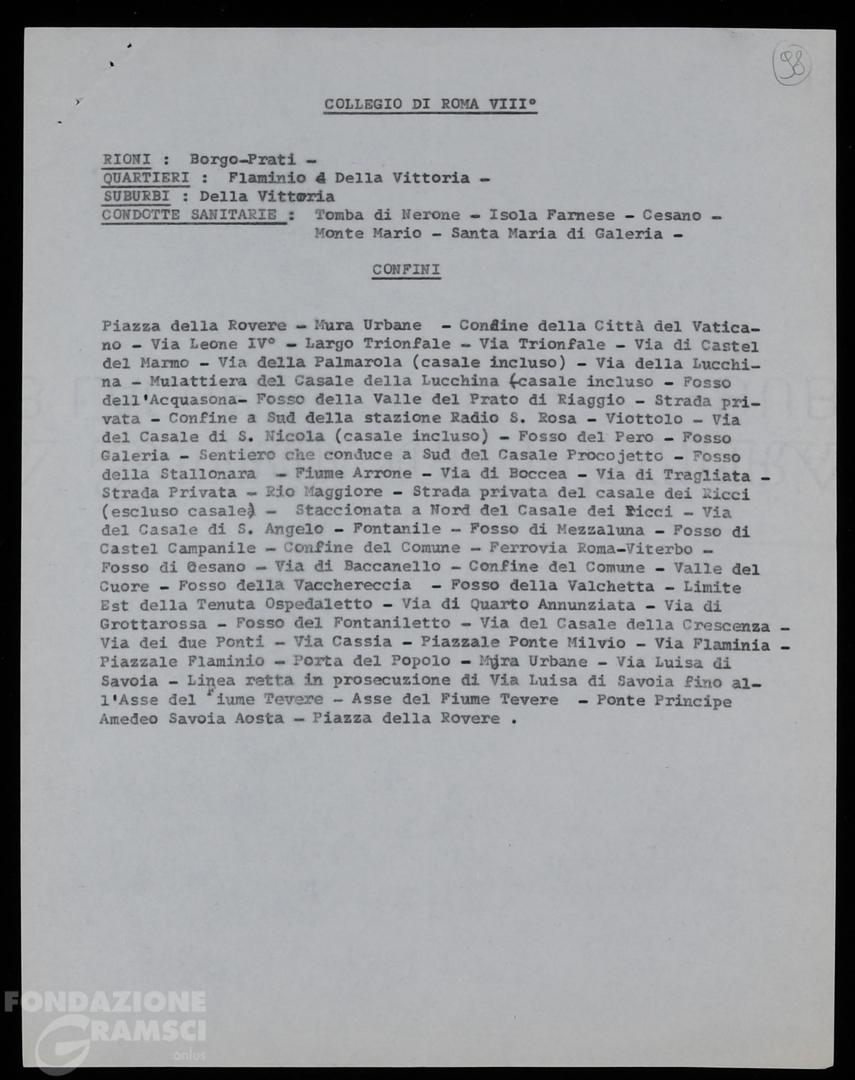 98
COLLEGIO DI ROMA VIII°
RIONI : Borgo-Prati -
QUARTIERI : Flaminio e Della Vittoria -
SUBURBI : Della Vittoria
CONDOTTE SANITARIE : Tomba di Nerone - Isola Farnese - Cesano -
Monte Mario - Santa Maria di Galeria -
CONFINI
Piazza della Rovere - Mura Urbane - Confine della Città del Vatica-
no - Via Leone IV° - Largo Trionfale - Via Trionfale - Via di Castel
del Marmo - Via della Palmarola (casale incluso) - Via della Lucchi-
na - Mulattiera del Casale della Lucchina (casale incluso - Fosso
dell'Acquasona- Fosso della Valle del Prato di Riaggio - Strada pri-
vata - Confine a Sud della stazione Radio S. Rosa - Viottolo - Via
del Casale di S. Nicola (casale incluso) - Fosso del Pero - Fosso
Galeria - Sentiero che conduce a Sud del Casale Procojetto - Fosso
della Stallonara - Fiume Arrone - Via di Boccea - Via di Tragliata -
Strada Privata - Rio Maggiore - Strada privata del casale dei Ricci
(escluso casale) - Staccionata a Nord del Casale dei Ricci - Via
del Casale di S. Angelo - Fontanile - Fosso di Mezzaluna - Fosso di
Castel Campanile - Confine del Comune - Ferrovia Roma-Viterbo -
Fosso di Cesano - Via di Baccanello - Confine del Comune - Valle del
Cuore - Fosso della Vacchereccia - Fosso della Valchetta - Limite
Est della Tenuta Ospedaletto - Via di Quarto Annunziata - Via di
Grottarossa - Fosso del Fontaniletto - Via del Casale della Crescenza -
Via dei due Ponti - Via Cassia - Piazzale Ponte Milvio - Via Flaminia -
Piazzale Flaminio - Porta del Popolo - Mura Urbane - Via Luisa di
Savoia - Linea retta in prosecuzione di Via Luisa di Savoia fino al-
l'Asse del Fiume Tevere - Asse del Fiume Tevere - Ponte Principe
Amedeo Savoia Aosta - Piazza della Rovere .
FONDAZIONE
GRAMSCI
onlus